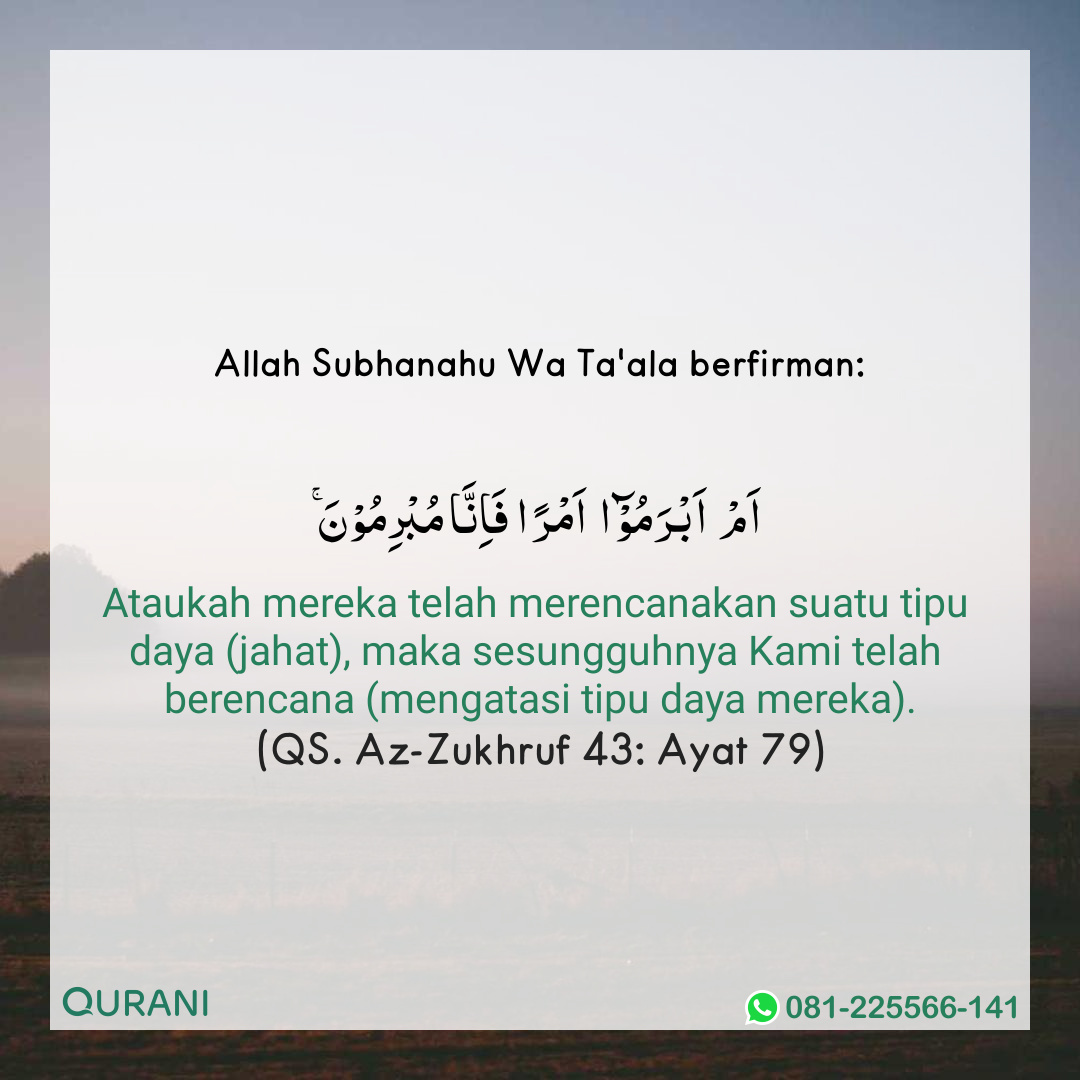 Allah Subhanahu Wa Ta'ala berfirman:
اَمْ اَبْرَمُوْۤا اَمْرًا فَاِنَّا مُبْرِمُوْنَ ۚ
Ataukah mereka telah merencanakan suatu tipu
daya (jahat), maka sesungguhnya Kami telah
berencana (mengatasi tipu daya mereka).
(QS. Az-Zukhruf 43: Ayat 79)
QURANI
081-225566-141